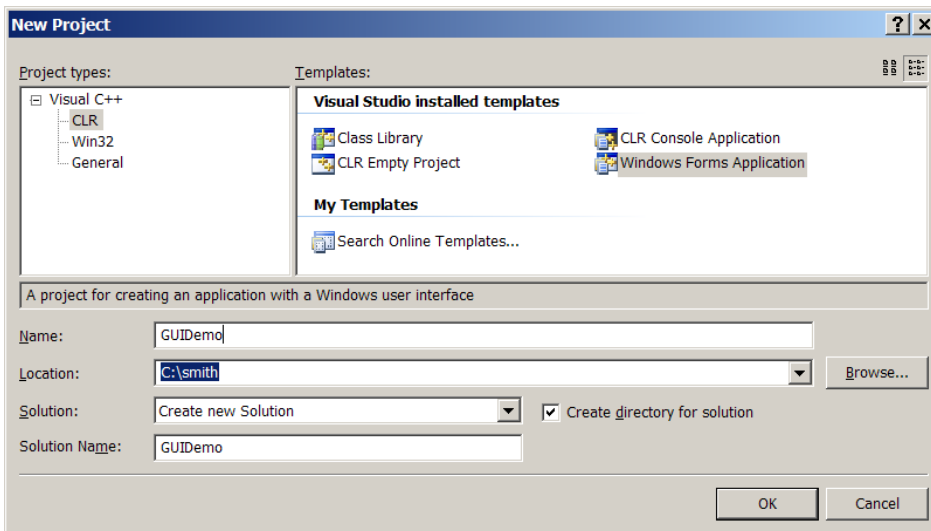 New Project
Project types:
Templates:
Visual C++
CLR
Win32
General
Visual Studio installed templates
Class Library
CLR Console Application
CLR Empty Project
Windows Forms Application
My Templates
Search Online Templates...
A project for creating an application with a Windows user interface
Name:
GUIDemo
Location:
C:\smith
Browse...
Solution:
Create new Solution
Create directory for solution
Solution Name:
GUIDemo
OK
Cancel